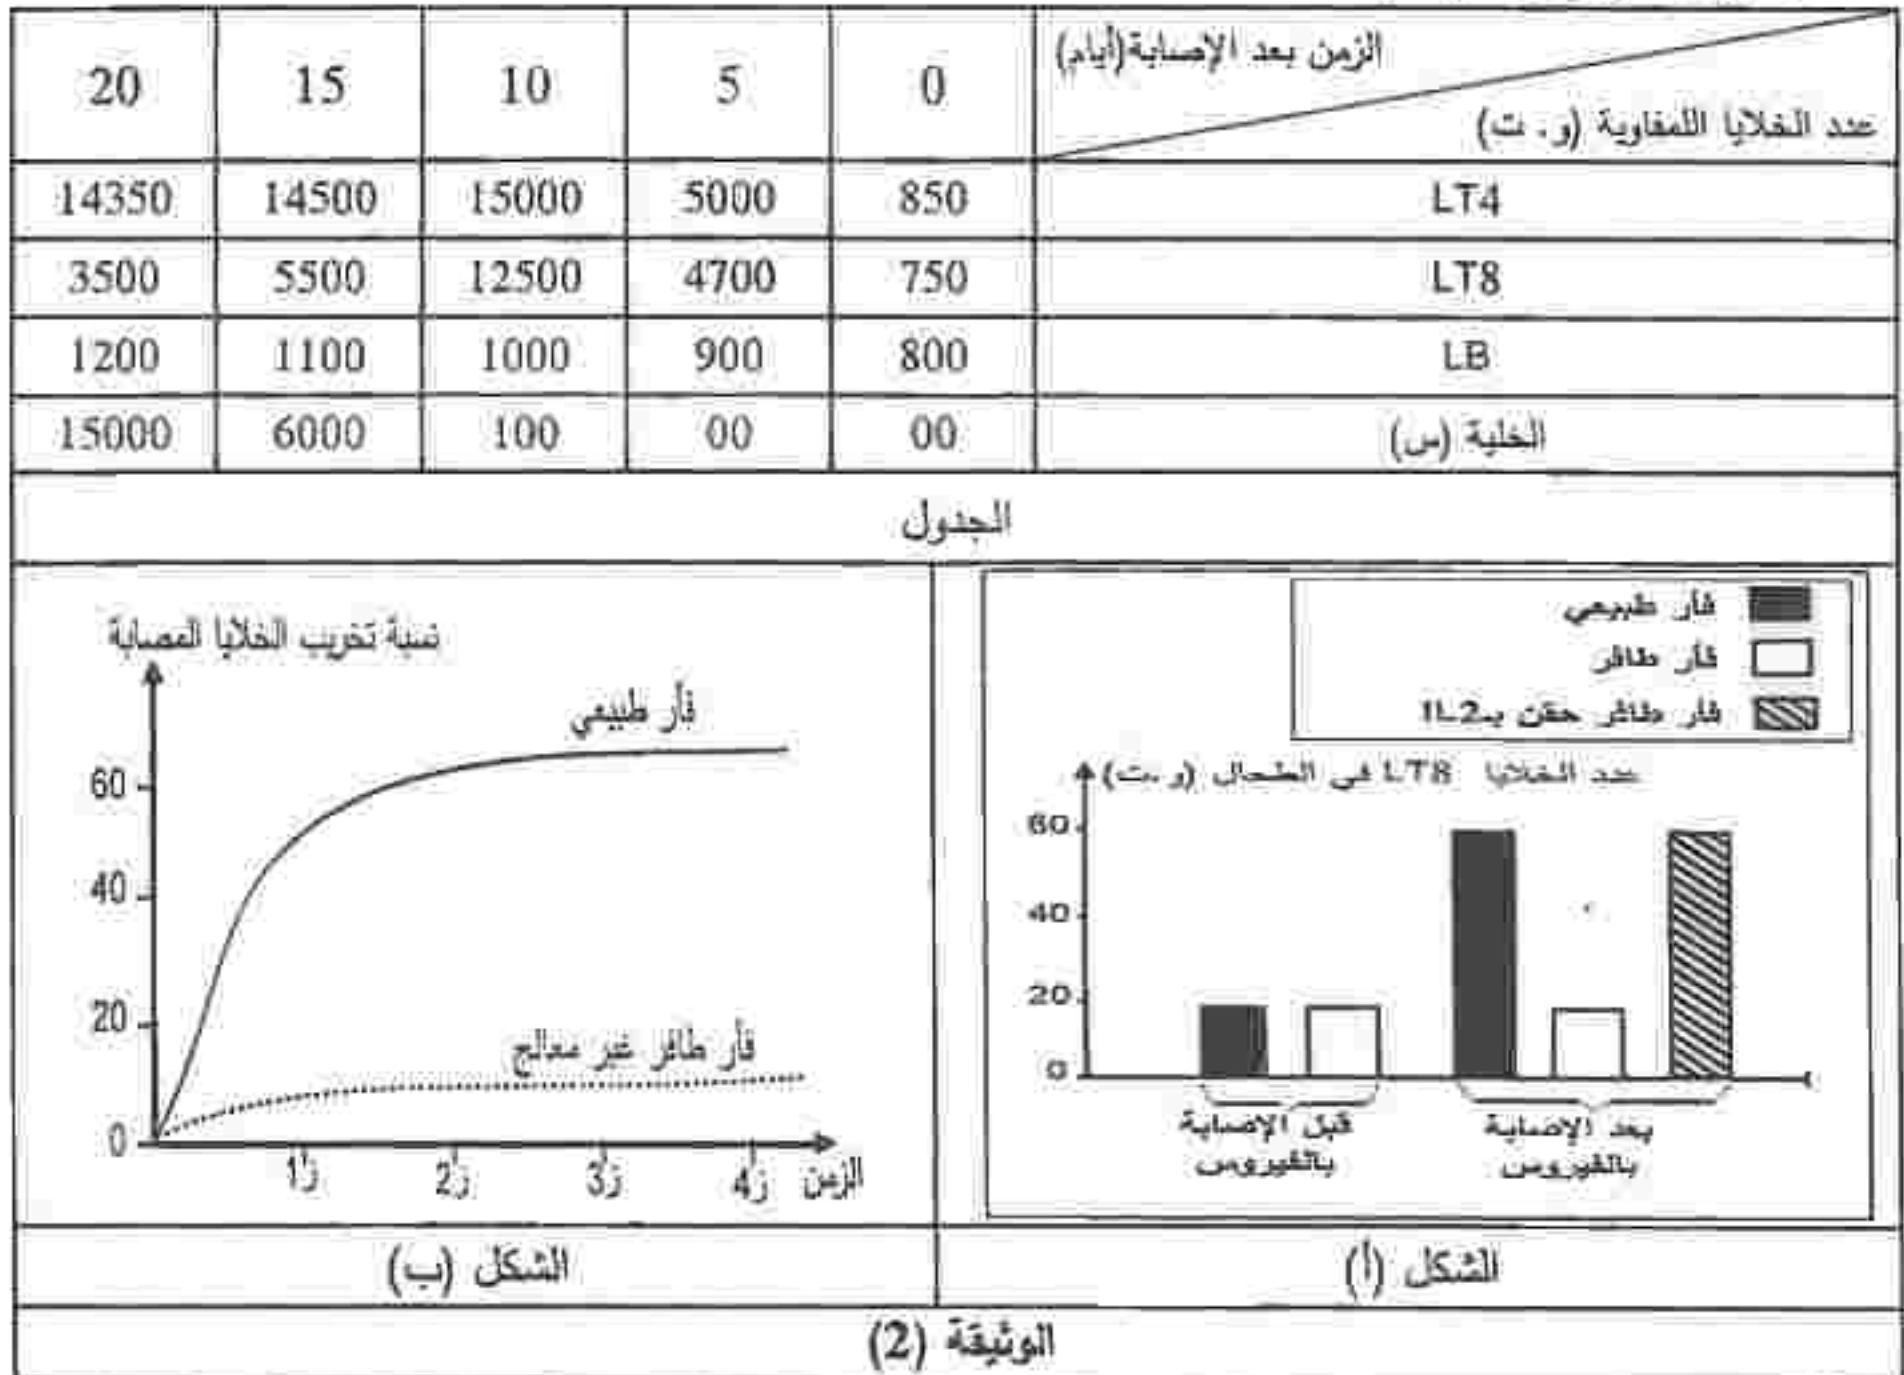 الزمن بعد الإصابة(أيام) 0 5 10 15 20
عدد الخلايا اللمفاوية (و. ت)
LT4 850 5000 15000 14500 14350
LT8 750 4700 12500 5500 3500
LB 800 900 1000 1100 1200
الخلية (س) 00 00 100 6000 15000
الجدول
فأر طبيعي
فأر طافر
فأر طافر حقن بـIL2
عدد الخلايا LT8 في الطحال (و.ت)
60
40
20
0
قبل الإصابة بالفيروس
بعد الإصابة بالفيروس
الشكل (أ)
نسبة تخريب الخلايا المصابة
فأر طبيعي
60
40
20
فأر طافر غير معالج
0
ز1 ز2 ز3 ز4 الزمن
الشكل (ب)
الوثيقة (2)